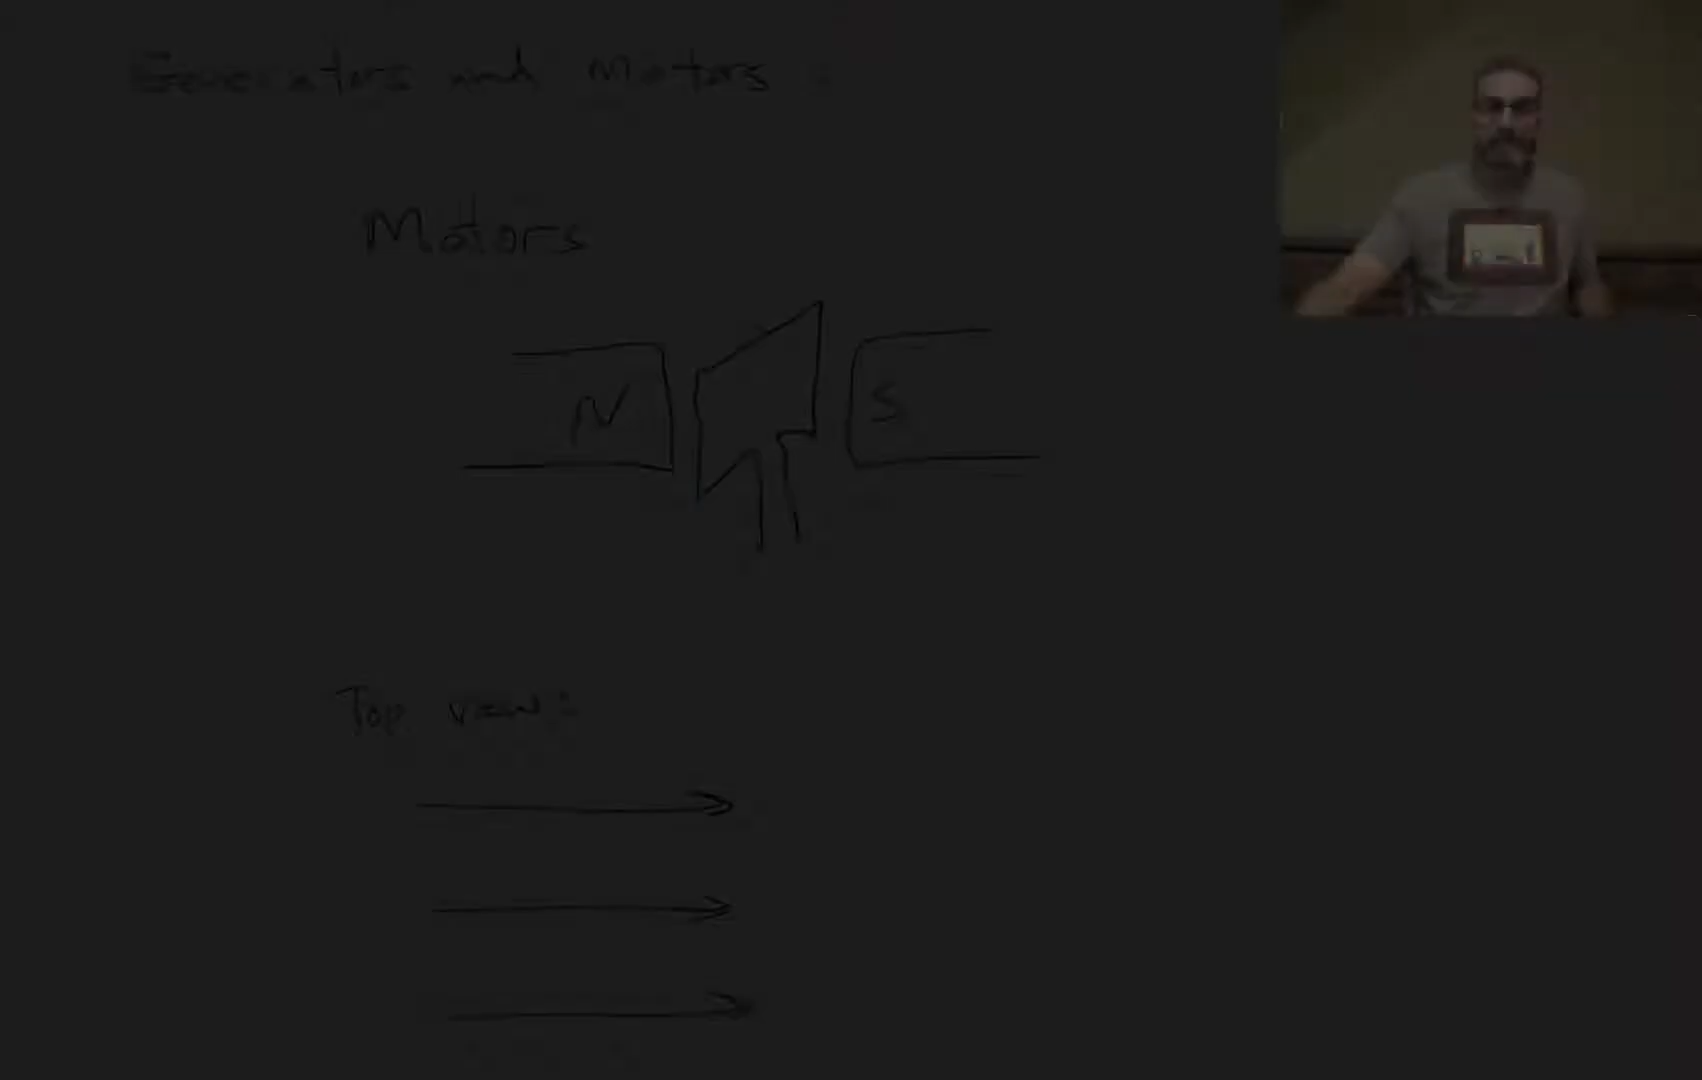 Generators and Motors :
Motors
N
S
Top view: